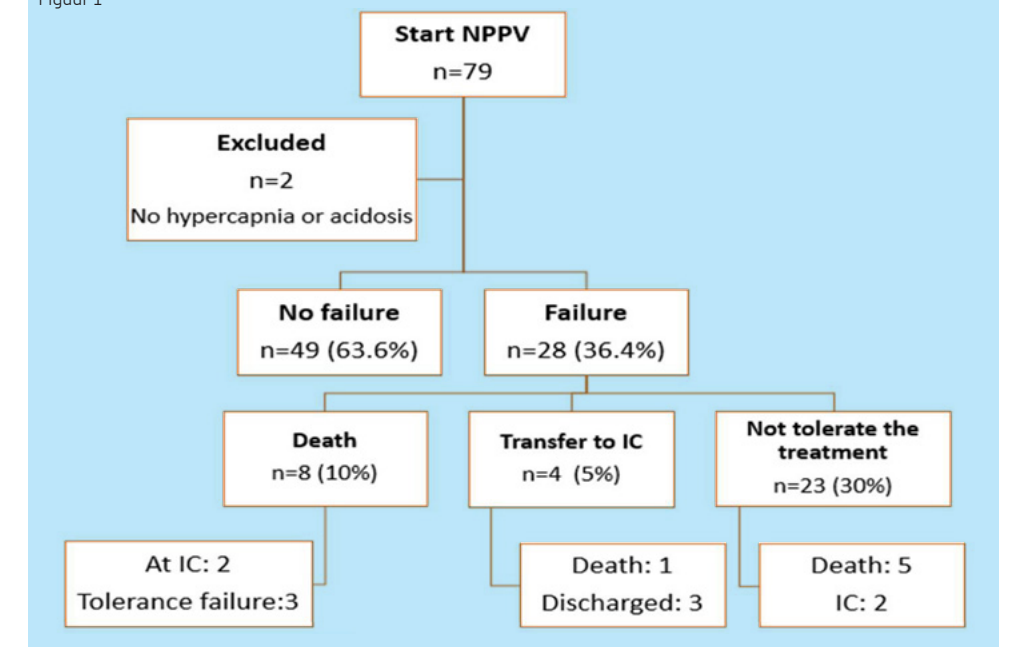 Figuur 1
Start NPPV
n=79
Excluded
n=2
No hypercapnia or acidosis
No failure
n=49 (63.6%)
Failure
n=28 (36.4%)
Death
n=8 (10%)
Transfer to IC
n=4 (5%)
Not tolerate the
treatment
n=23 (30%)
At IC: 2
Tolerance failure:3
Death: 1
Discharged: 3
Death: 5
IC: 2